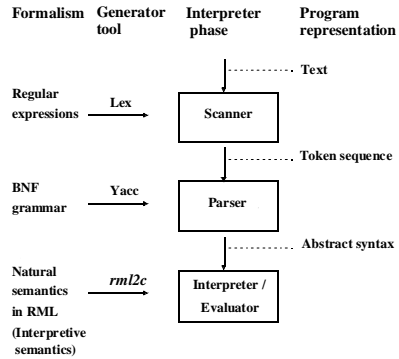 Formalism Generator tool Interpreter phase Program representation
Text
Regular expressions Lex Scanner
Token sequence
BNF grammar Yacc Parser
Abstract syntax
Natural semantics in RML (Interpretive semantics) rml2c Interpreter / Evaluator